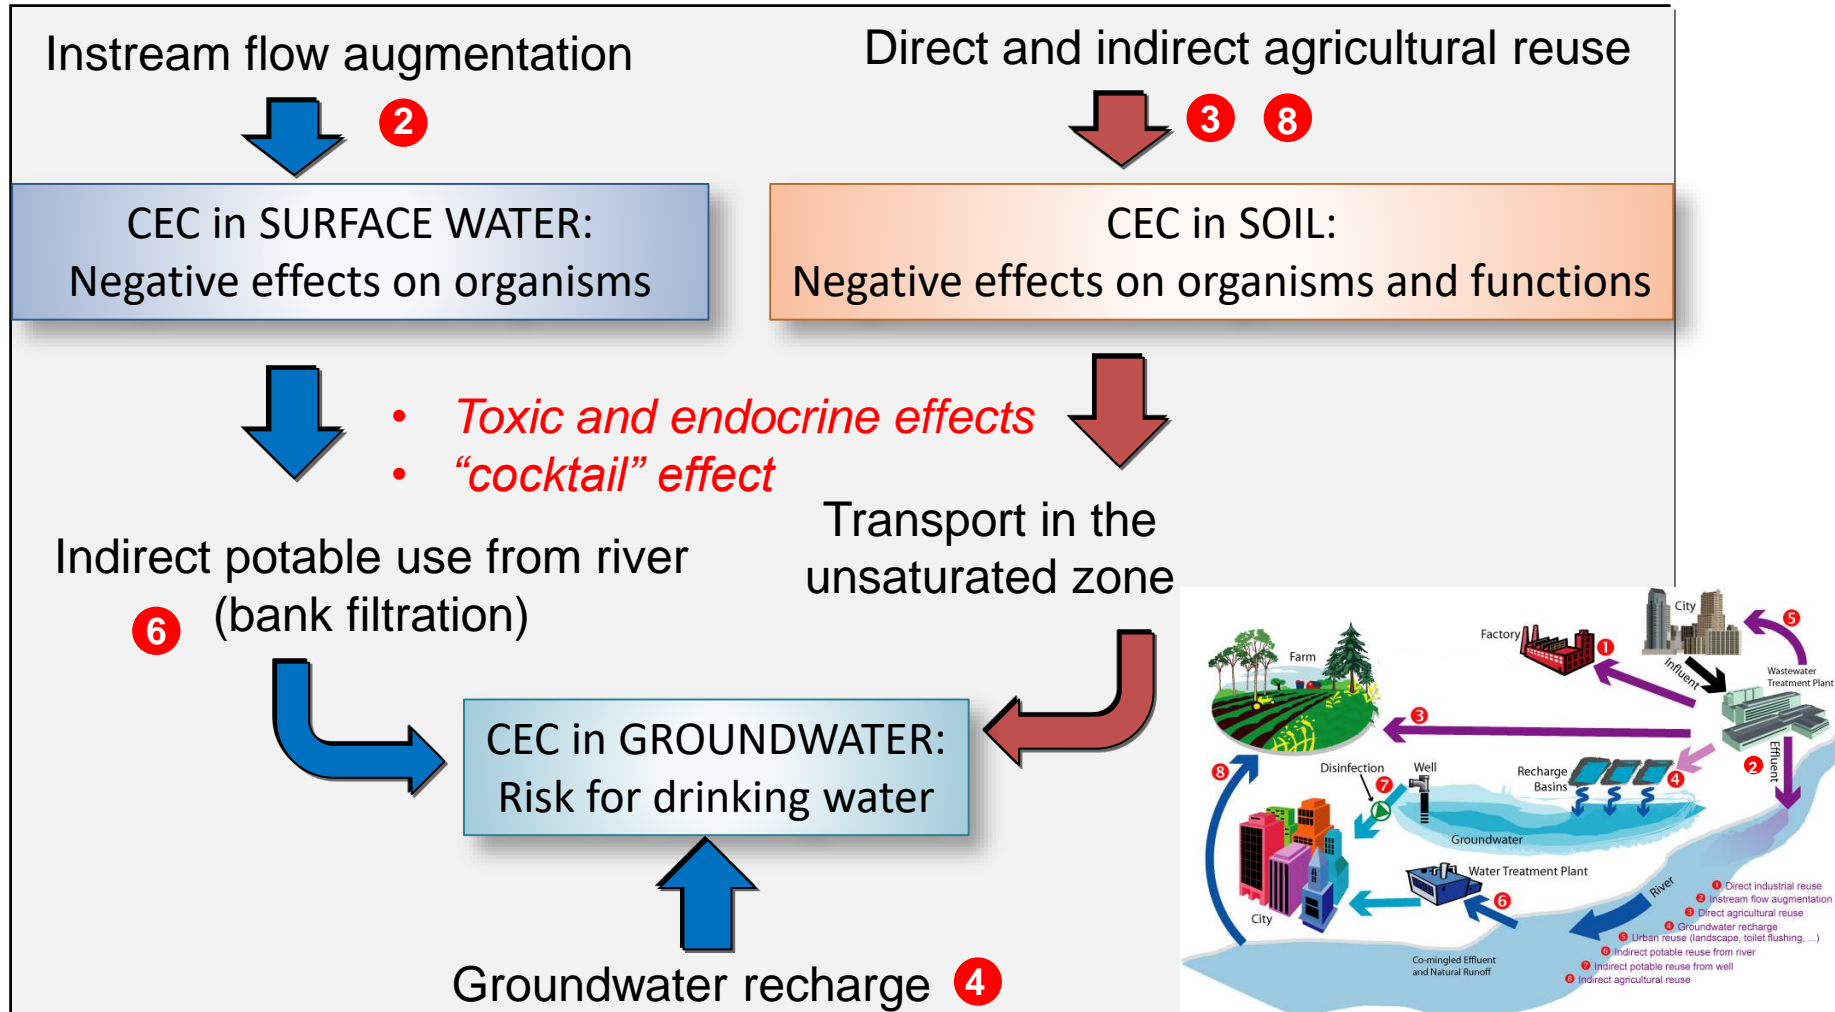 Instream flow augmentation
2
Direct and indirect agricultural reuse
3 8
CEC in SURFACE WATER:
Negative effects on organisms
CEC in SOIL:
Negative effects on organisms and functions
• Toxic and endocrine effects
• “cocktail” effect
Indirect potable use from river
6 (bank filtration)
Transport in the
unsaturated zone
CEC in GROUNDWATER:
Risk for drinking water
Groundwater recharge 4
City
5
Factory
1
Influent
Wastewater
Treatment Plant
Farm
3
Effluent
2
8
Disinfection
7
Well
Recharge
Basins
4
Groundwater
Water Treatment Plant
6
City
River
Co-mingled Effluent
and Natural Runoff
1 Direct industrial reuse
2 Instream flow augmentation
3 Direct agricultural reuse
4 Groundwater recharge
5 Urban reuse (landscape, toilet flushing, ...)
6 Indirect potable reuse from river
7 Indirect potable reuse from well
8 Indirect agricultural reuse